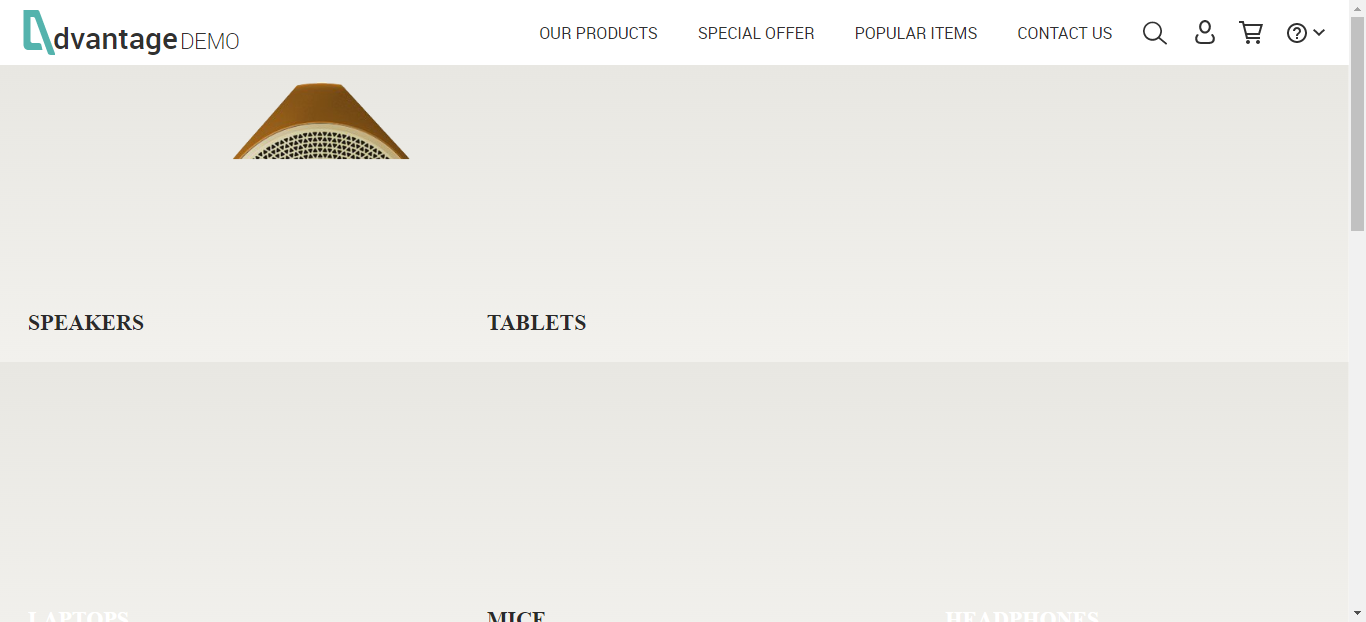 dvantage DEMO
OUR PRODUCTS
SPECIAL OFFER
POPULAR ITEMS
CONTACT US
SPEAKERS
TABLETS
LAPTOPS
MICE
HEADPHONES